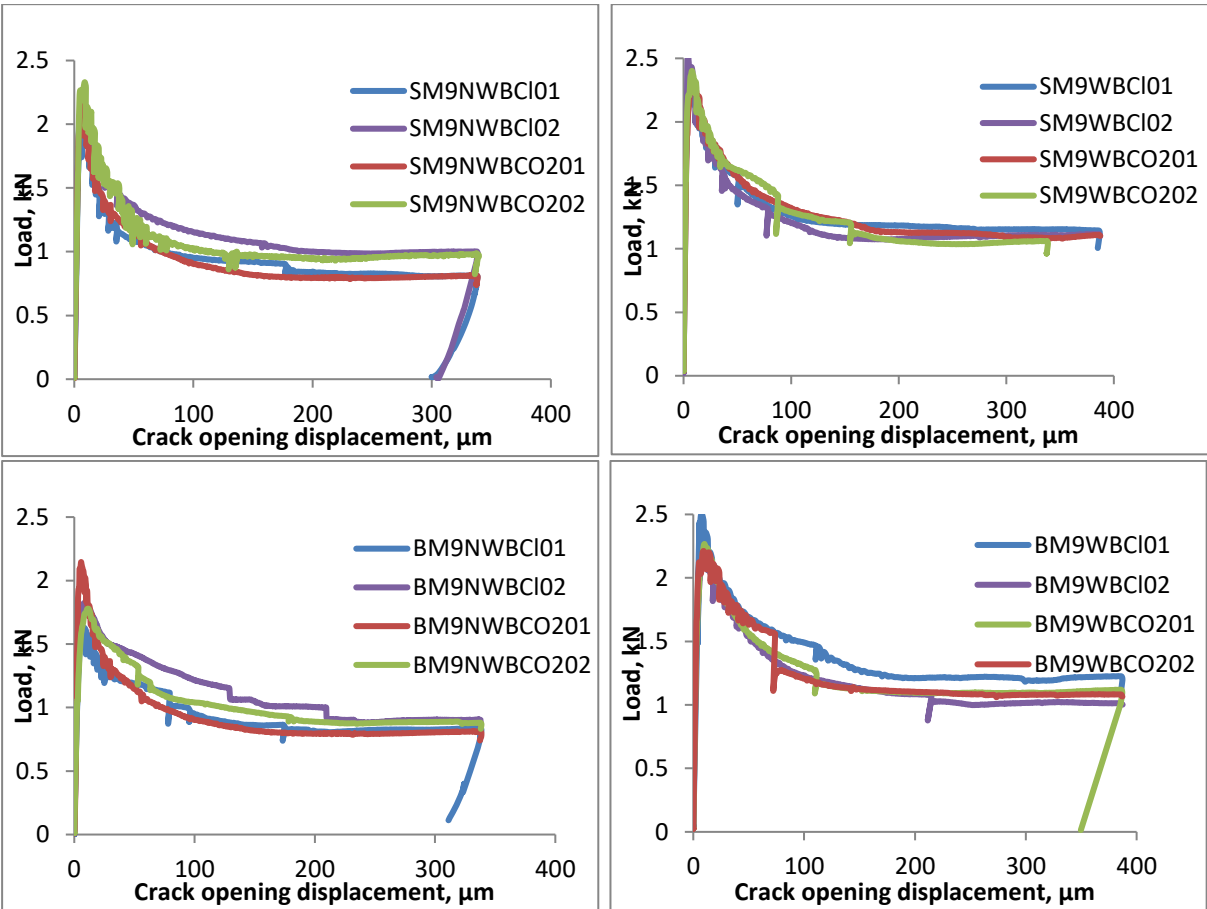 2.5
2
1.5
1
0.5
0
0
100
200
300
400
Load, kN
Crack opening displacement, µm
SM9NWBCl01
SM9NWBCl02
SM9NWBCO201
SM9NWBCO202
2.5
2
1.5
1
0.5
0
0
100
200
300
400
Load, kN
Crack opening displacement, µm
SM9WBCl01
SM9WBCl02
SM9WBCO201
SM9WBCO202
2.5
2
1.5
1
0.5
0
0
100
200
300
400
Load, kN
Crack opening displacement, µm
BM9NWBCl01
BM9NWBCl02
BM9NWBCO201
BM9NWBCO202
2.5
2
1.5
1
0.5
0
0
100
200
300
400
Load, kN
Crack opening displacement, µm
BM9WBCl01
BM9WBCl02
BM9WBCO201
BM9WBCO202